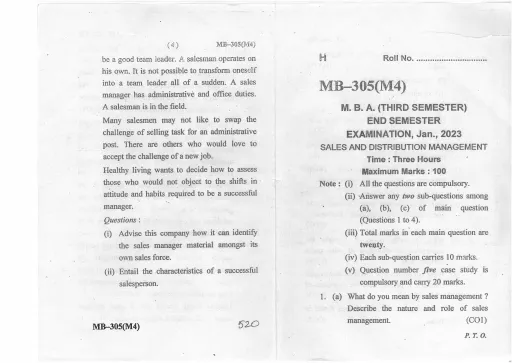 (4) MB-305(M4)
be a good team leader. A salesman operates on
his own. It is not possible to transform oneself
into a team leader all of a sudden. A sales
manager has administrative and office duties.
A salesman is in the field.
Many salesmen may not like to swap the
challenge of selling task for an administrative
post. There are others who would love to
accept the challenge of a new job.
Healthy living wants to decide how to assess
those who would not object to the shifts in
attitude and habits required to be a successful
manager.
Questions :
(i) Advise this company how it can identify
the sales manager material amongst its
own sales force.
(ii) Entail the characteristics of a successful
salesperson.
MB-305(M4) 520
H Roll No. ..............................
MB-305(M4)
M. B. A. (THIRD SEMESTER)
END SEMESTER
EXAMINATION, Jan., 2023
SALES AND DISTRIBUTION MANAGEMENT
Time : Three Hours
Maximum Marks : 100
Note : (i) All the questions are compulsory.
(ii) Answer any two sub-questions among
(a), (b), (c) of main question
(Questions 1 to 4).
(iii) Total marks in each main question are
twenty.
(iv) Each sub-question carries 10 marks.
(v) Question number five case study is
compulsory and carry 20 marks.
1. (a) What do you mean by sales management ?
Describe the nature and role of sales
management. (CO1)
P. T. O.